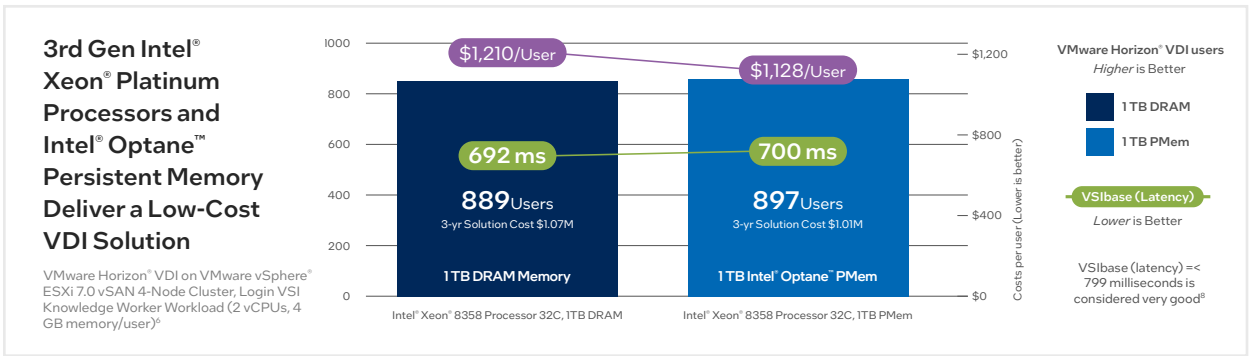 3rd Gen Intel®
Xeon® Platinum
Processors and
Intel® Optane™
Persistent Memory
Deliver a Low-Cost
VDI Solution
VMware Horizon® VDI on VMware vSphere®
ESXi 7.0 vSAN 4-Node Cluster, Login VSI
Knowledge Worker Workload (2 vCPUs, 4
GB memory/user)⁶
1000
800
600
400
200
0
$1,210/User
$1,128/User
692 ms
700 ms
889 Users
3-yr Solution Cost $1.07M
897 Users
3-yr Solution Cost $1.01M
1 TB DRAM Memory
1 TB Intel® Optane™ PMem
Intel® Xeon® 8358 Processor 32C, 1TB DRAM
Intel® Xeon® 8358 Processor 32C, 1TB PMem
$1,200
$800
$400
$0
Costs per user (Lower is better)
VMware Horizon® VDI users
Higher is Better
1 TB DRAM
1 TB PMem
VSIbase (Latency)
Lower is Better
VSIbase (latency) =<
799 milliseconds is
considered very good⁸